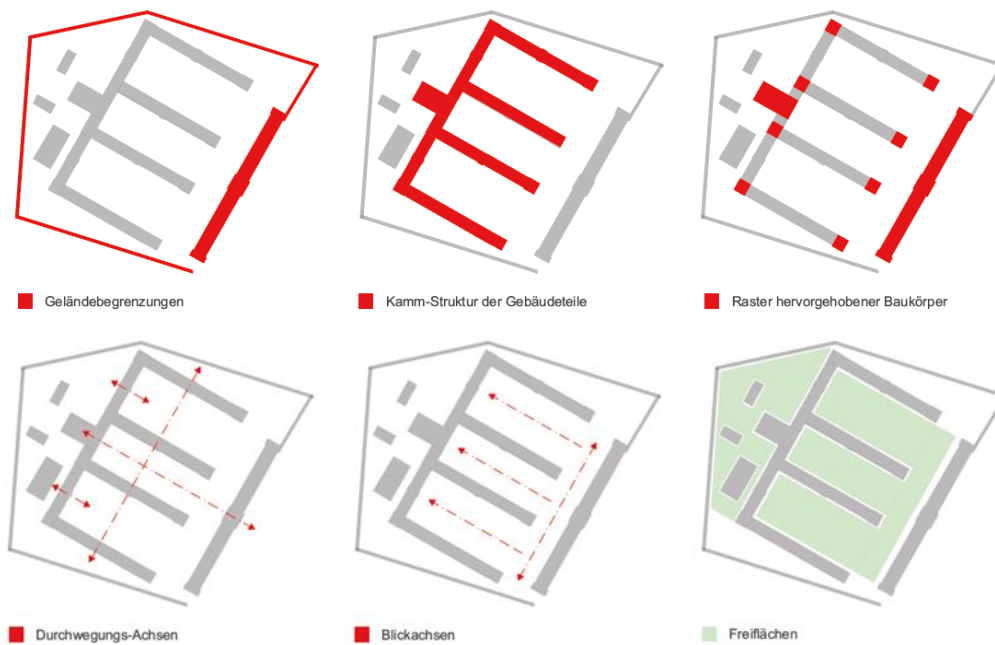 Geländebegrenzungen
Kamm-Struktur der Gebäudeteile
Raster hervorgehobener Baukörper
Durchwegungs-Achsen
Blickachsen
Freiflächen